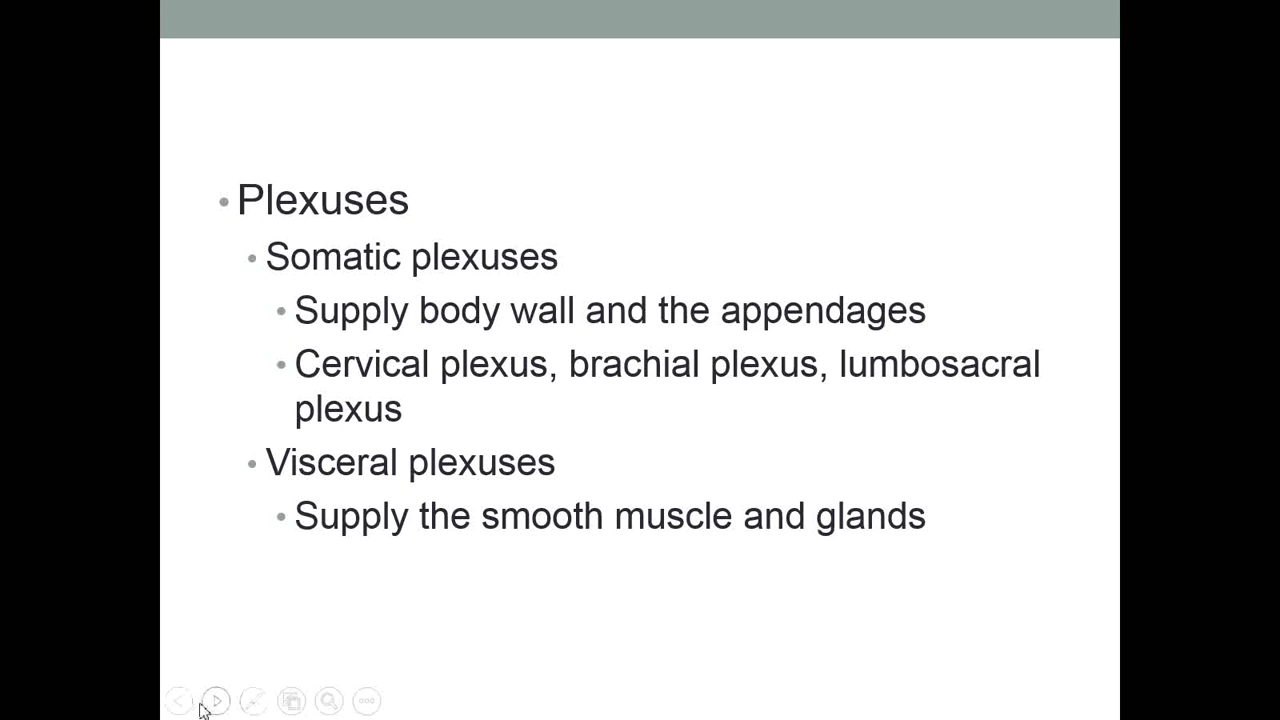 • Plexuses
• Somatic plexuses
• Supply body wall and the appendages
• Cervical plexus, brachial plexus, lumbosacral
plexus
• Visceral plexuses
• Supply the smooth muscle and glands